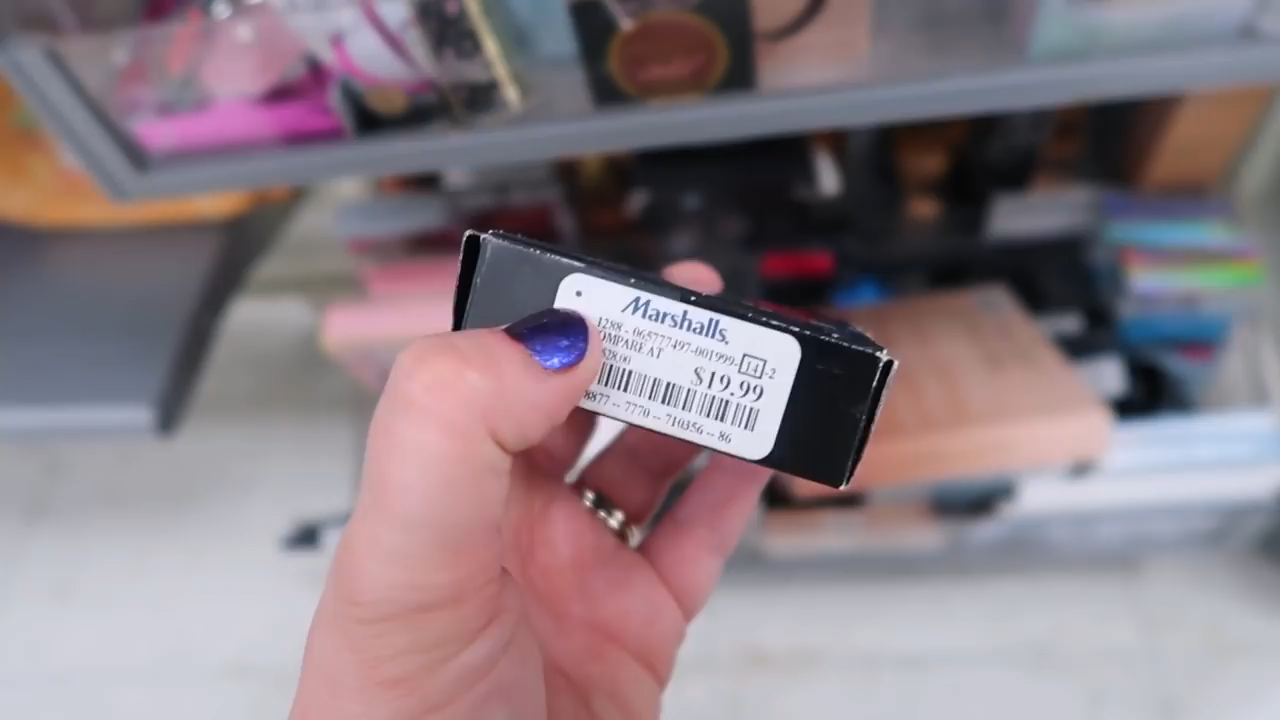 Marshalls.
1288 - 065777497-001999-14-2
OMPARE AT
$28.00
$19.99
8877 -- 7770 -- 710356 -- 86